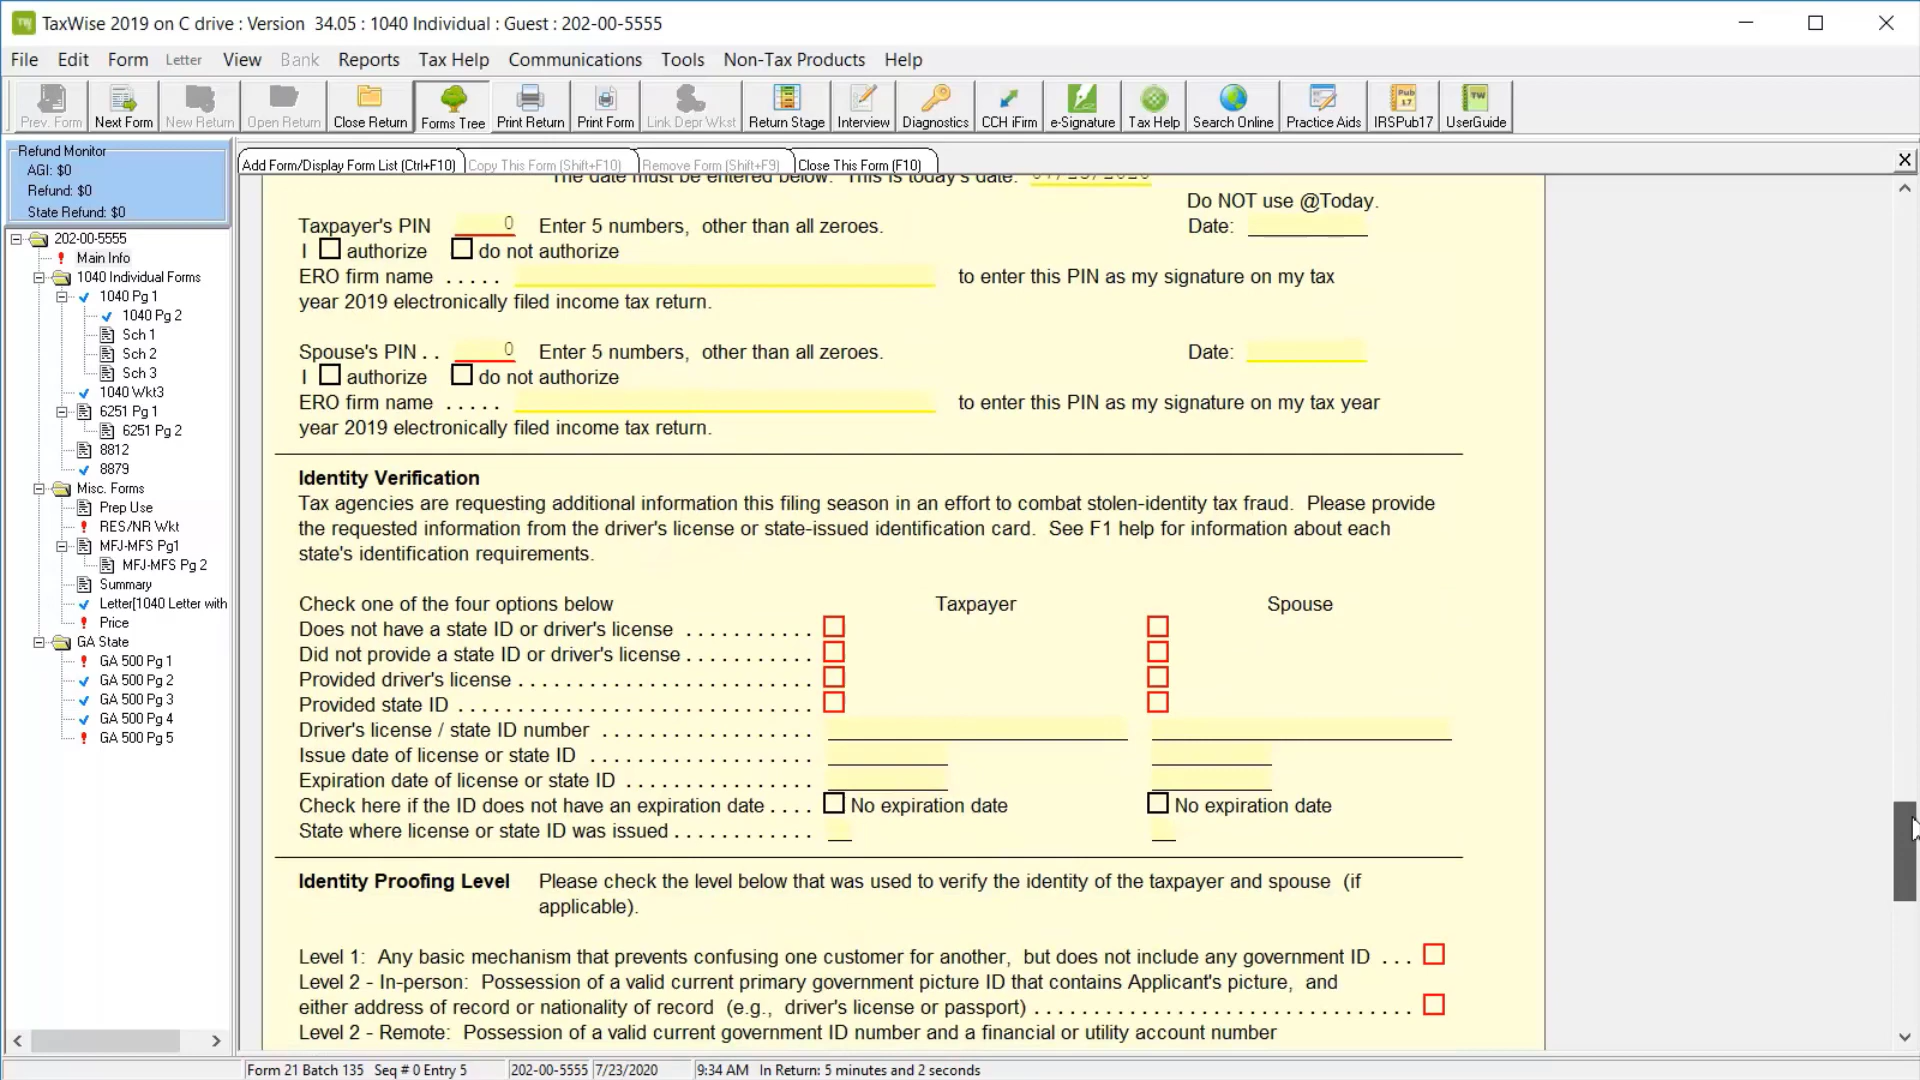 TaxWise 2019 on C drive : Version 34.05 : 1040 Individual : Guest : 202-00-5555
File Edit Form Letter View Bank Reports Tax Help Communications Tools Non-Tax Products Help
Prev. Form Next Form New Return Open Return Close Return Forms Tree Print Return Print Form Link Depr Wkst Return Stage Interview Diagnostics CCH iFirm e-Signature Tax Help Search Online Practice Aids IRSPub17 UserGuide
Refund Monitor
AGI: $0
Refund: $0
State Refund: $0
202-00-5555
Main Info
1040 Individual Forms
1040 Pg 1
1040 Pg 2
Sch 1
Sch 2
Sch 3
1040 Wkt3
6251 Pg 1
6251 Pg 2
8812
8879
Misc. Forms
Prep Use
RES/NR Wkt
MFJ-MFS Pg1
MFJ-MFS Pg 2
Summary
Letter[1040 Letter with
Price
GA State
GA 500 Pg 1
GA 500 Pg 2
GA 500 Pg 3
GA 500 Pg 4
GA 500 Pg 5
Add Form/Display Form List (Ctrl+F10) Copy This Form (Shift+F10) Remove Form (Shift+F9) Close This Form (F10)
The date must be entered below. This is today's date:
Do NOT use @Today.
Taxpayer's PIN 0 Enter 5 numbers, other than all zeroes. Date:
I authorize do not authorize
ERO firm name . . . . . to enter this PIN as my signature on my tax
year 2019 electronically filed income tax return.
Spouse's PIN . . 0 Enter 5 numbers, other than all zeroes. Date:
I authorize do not authorize
ERO firm name . . . . . to enter this PIN as my signature on my tax year
year 2019 electronically filed income tax return.
Identity Verification
Tax agencies are requesting additional information this filing season in an effort to combat stolen-identity tax fraud. Please provide
the requested information from the driver's license or state-issued identification card. See F1 help for information about each
state's identification requirements.
Check one of the four options below Taxpayer Spouse
Does not have a state ID or driver's license . . . . . . . . . . .
Did not provide a state ID or driver's license . . . . . . . . . . .
Provided driver's license . . . . . . . . . . . . . . . . . . . . . . . . .
Provided state ID . . . . . . . . . . . . . . . . . . . . . . . . . . . . . .
Driver's license / state ID number . . . . . . . . . . . . . . . . . .
Issue date of license or state ID . . . . . . . . . . . . . . . . . . .
Expiration date of license or state ID . . . . . . . . . . . . . . . .
Check here if the ID does not have an expiration date . . . . No expiration date No expiration date
State where license or state ID was issued . . . . . . . . . . . .
Identity Proofing Level Please check the level below that was used to verify the identity of the taxpayer and spouse (if
applicable).
Level 1: Any basic mechanism that prevents confusing one customer for another, but does not include any government ID . . .
Level 2 - In-person: Possession of a valid current primary government picture ID that contains Applicant's picture, and
either address of record or nationality of record (e.g., driver's license or passport) . . . . . . . . . . . . . . . . . . . . . . . . . . . . . . . .
Level 2 - Remote: Possession of a valid current government ID number and a financial or utility account number
Form 21 Batch 135 Seq # 0 Entry 5 202-00-5555 7/23/2020 9:34 AM In Return: 5 minutes and 2 seconds